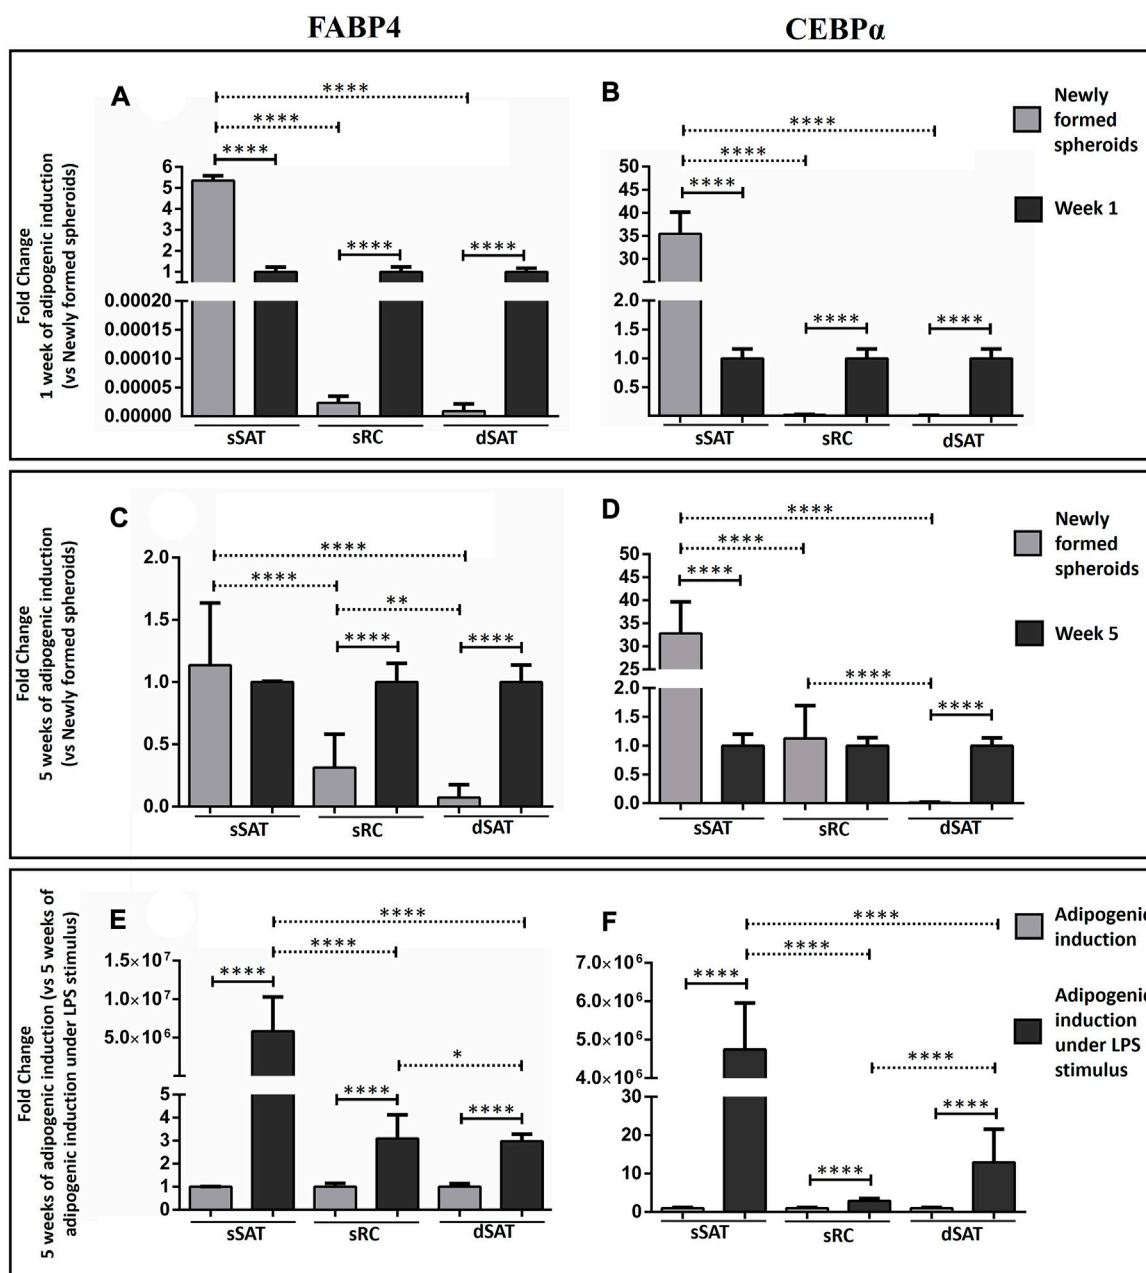 FABP4
CEBPα
Fold Change
1 week of adipogenic induction
(vs Newly formed spheroids)
A
****
****
****
****
****
6
5
4
3
2
1
0.00020
0.00015
0.00010
0.00005
0.00000
sSAT
sRC
dSAT
B
****
****
****
****
****
50
45
40
35
30
2.0
1.5
1.0
0.5
sSAT
sRC
dSAT
Newly
formed
spheroids
Week 1
Fold Change
5 weeks of adipogenic induction
(vs Newly formed spheroids)
C
****
****
**
****
****
2.0
1.5
1.0
0.5
0.0
sSAT
sRC
dSAT
D
****
****
****
****
****
50
45
40
35
30
25
2.0
1.5
1.0
0.5
0.0
sSAT
sRC
dSAT
Newly
formed
spheroids
Week 5
Fold Change
5 weeks of adipogenic induction (vs 5 weeks of
adipogenic induction under LPS stimulus)
E
****
****
****
*
****
****
1.5×10⁷
1.0×10⁷
5.0×10⁶
5
4
3
2
1
0
sSAT
sRC
dSAT
F
****
****
****
****
****
****
7.0×10⁶
6.0×10⁶
5.0×10⁶
4.0×10⁶
30
20
10
0
sSAT
sRC
dSAT
Adipogenic
induction
Adipogenic
induction
under LPS
stimulus